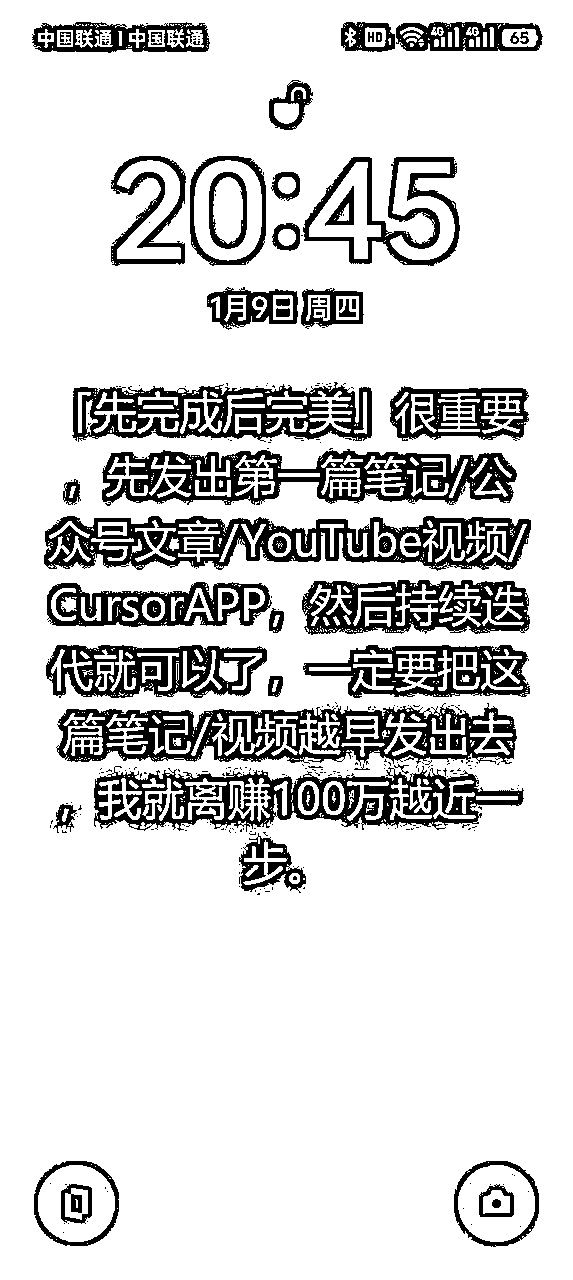 中国联通 | 中国联通 HD 4G 4G 65
20:45
1月9日 周四
「先完成后完美」很重要
，先发出第一篇笔记/公
众号文章/YouTube视频/
CursorAPP，然后持续迭
代就可以了，一定要把这
篇笔记/视频越早发出去
，我就离赚100万越近一
步。